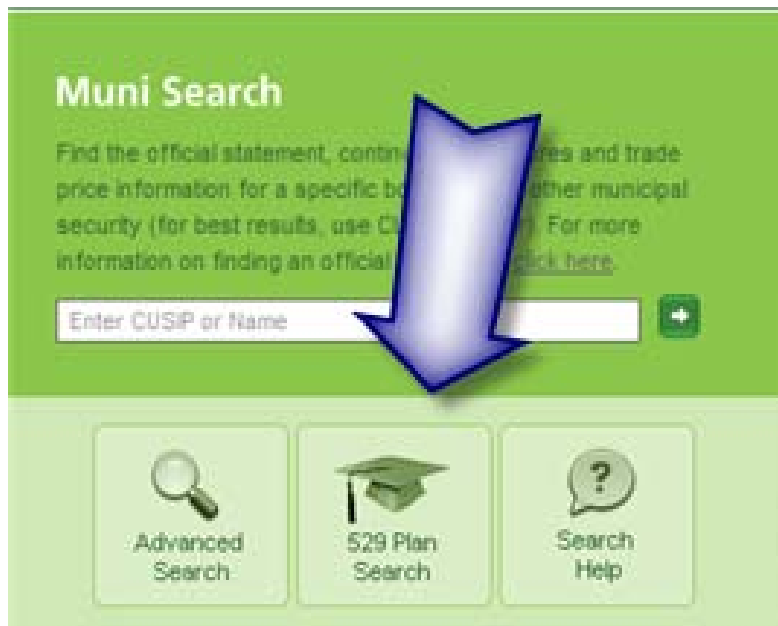 Muni Search
Find the official statement, contin res and trade
price information for a specific bo other municipal
security (for best results, use C For more
information on finding an official click here.
Enter CUSIP or Name
Advanced
Search
529 Plan
Search
?
Search
Help